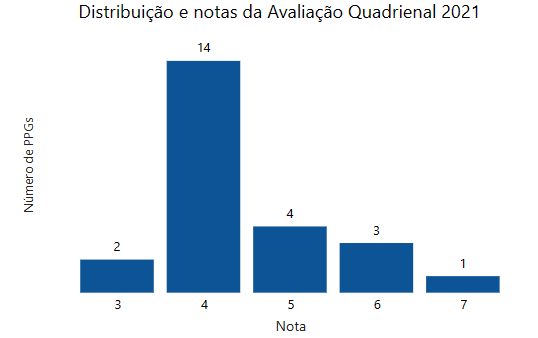 Distribuição e notas da Avaliação Quadrienal 2021
14
4
3
2
1
Número de PPGs
3 4 5 6 7
Nota